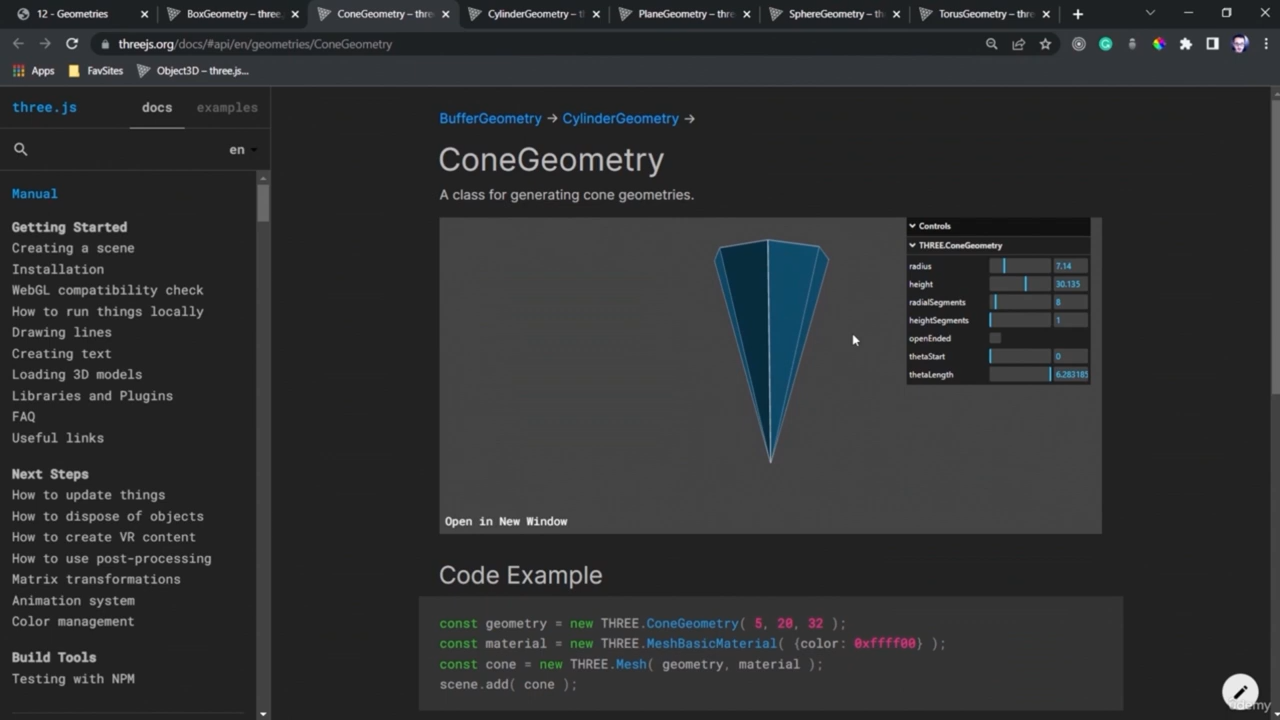 12 - Geometries
BoxGeometry – three.
ConeGeometry – thre
CylinderGeometry – t
PlaneGeometry – three
SphereGeometry – thre
TorusGeometry – three
threejs.org/docs/#api/en/geometries/ConeGeometry
Apps
FavSites
Object3D – three.js...
three.js
docs
examples
en
Manual
Getting Started
Creating a scene
Installation
WebGL compatibility check
How to run things locally
Drawing lines
Creating text
Loading 3D models
Libraries and Plugins
FAQ
Useful links
Next Steps
How to update things
How to dispose of objects
How to create VR content
How to use post-processing
Matrix transformations
Animation system
Color management
Build Tools
Testing with NPM
BufferGeometry → CylinderGeometry →
ConeGeometry
A class for generating cone geometries.
Controls
THREE.ConeGeometry
radius 7.14
height 30.135
radialSegments 8
heightSegments 1
openEnded
thetaStart 0
thetaLength 6.283185
Open in New Window
Code Example
const geometry = new THREE.ConeGeometry( 5, 20, 32 );
const material = new THREE.MeshBasicMaterial( {color: 0xffff00} );
const cone = new THREE.Mesh( geometry, material );
scene.add( cone );
udemy